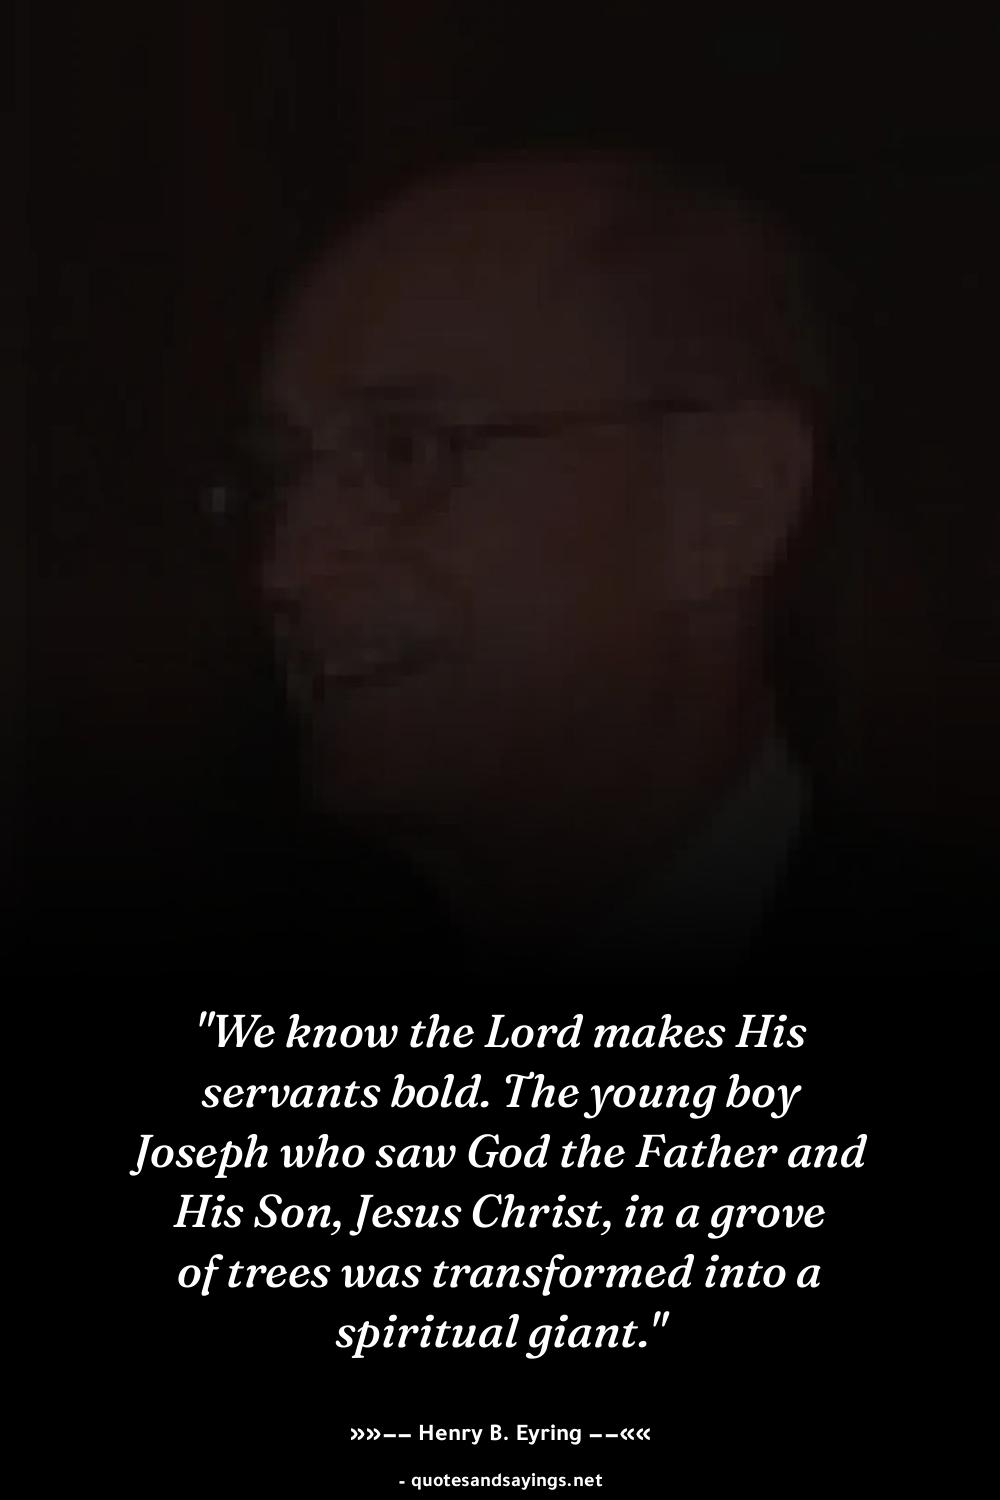 "We know the Lord makes His
servants bold. The young boy
Joseph who saw God the Father and
His Son, Jesus Christ, in a grove
of trees was transformed into a
spiritual giant."
»»–– Henry B. Eyring ––««
- quotesandsayings.net